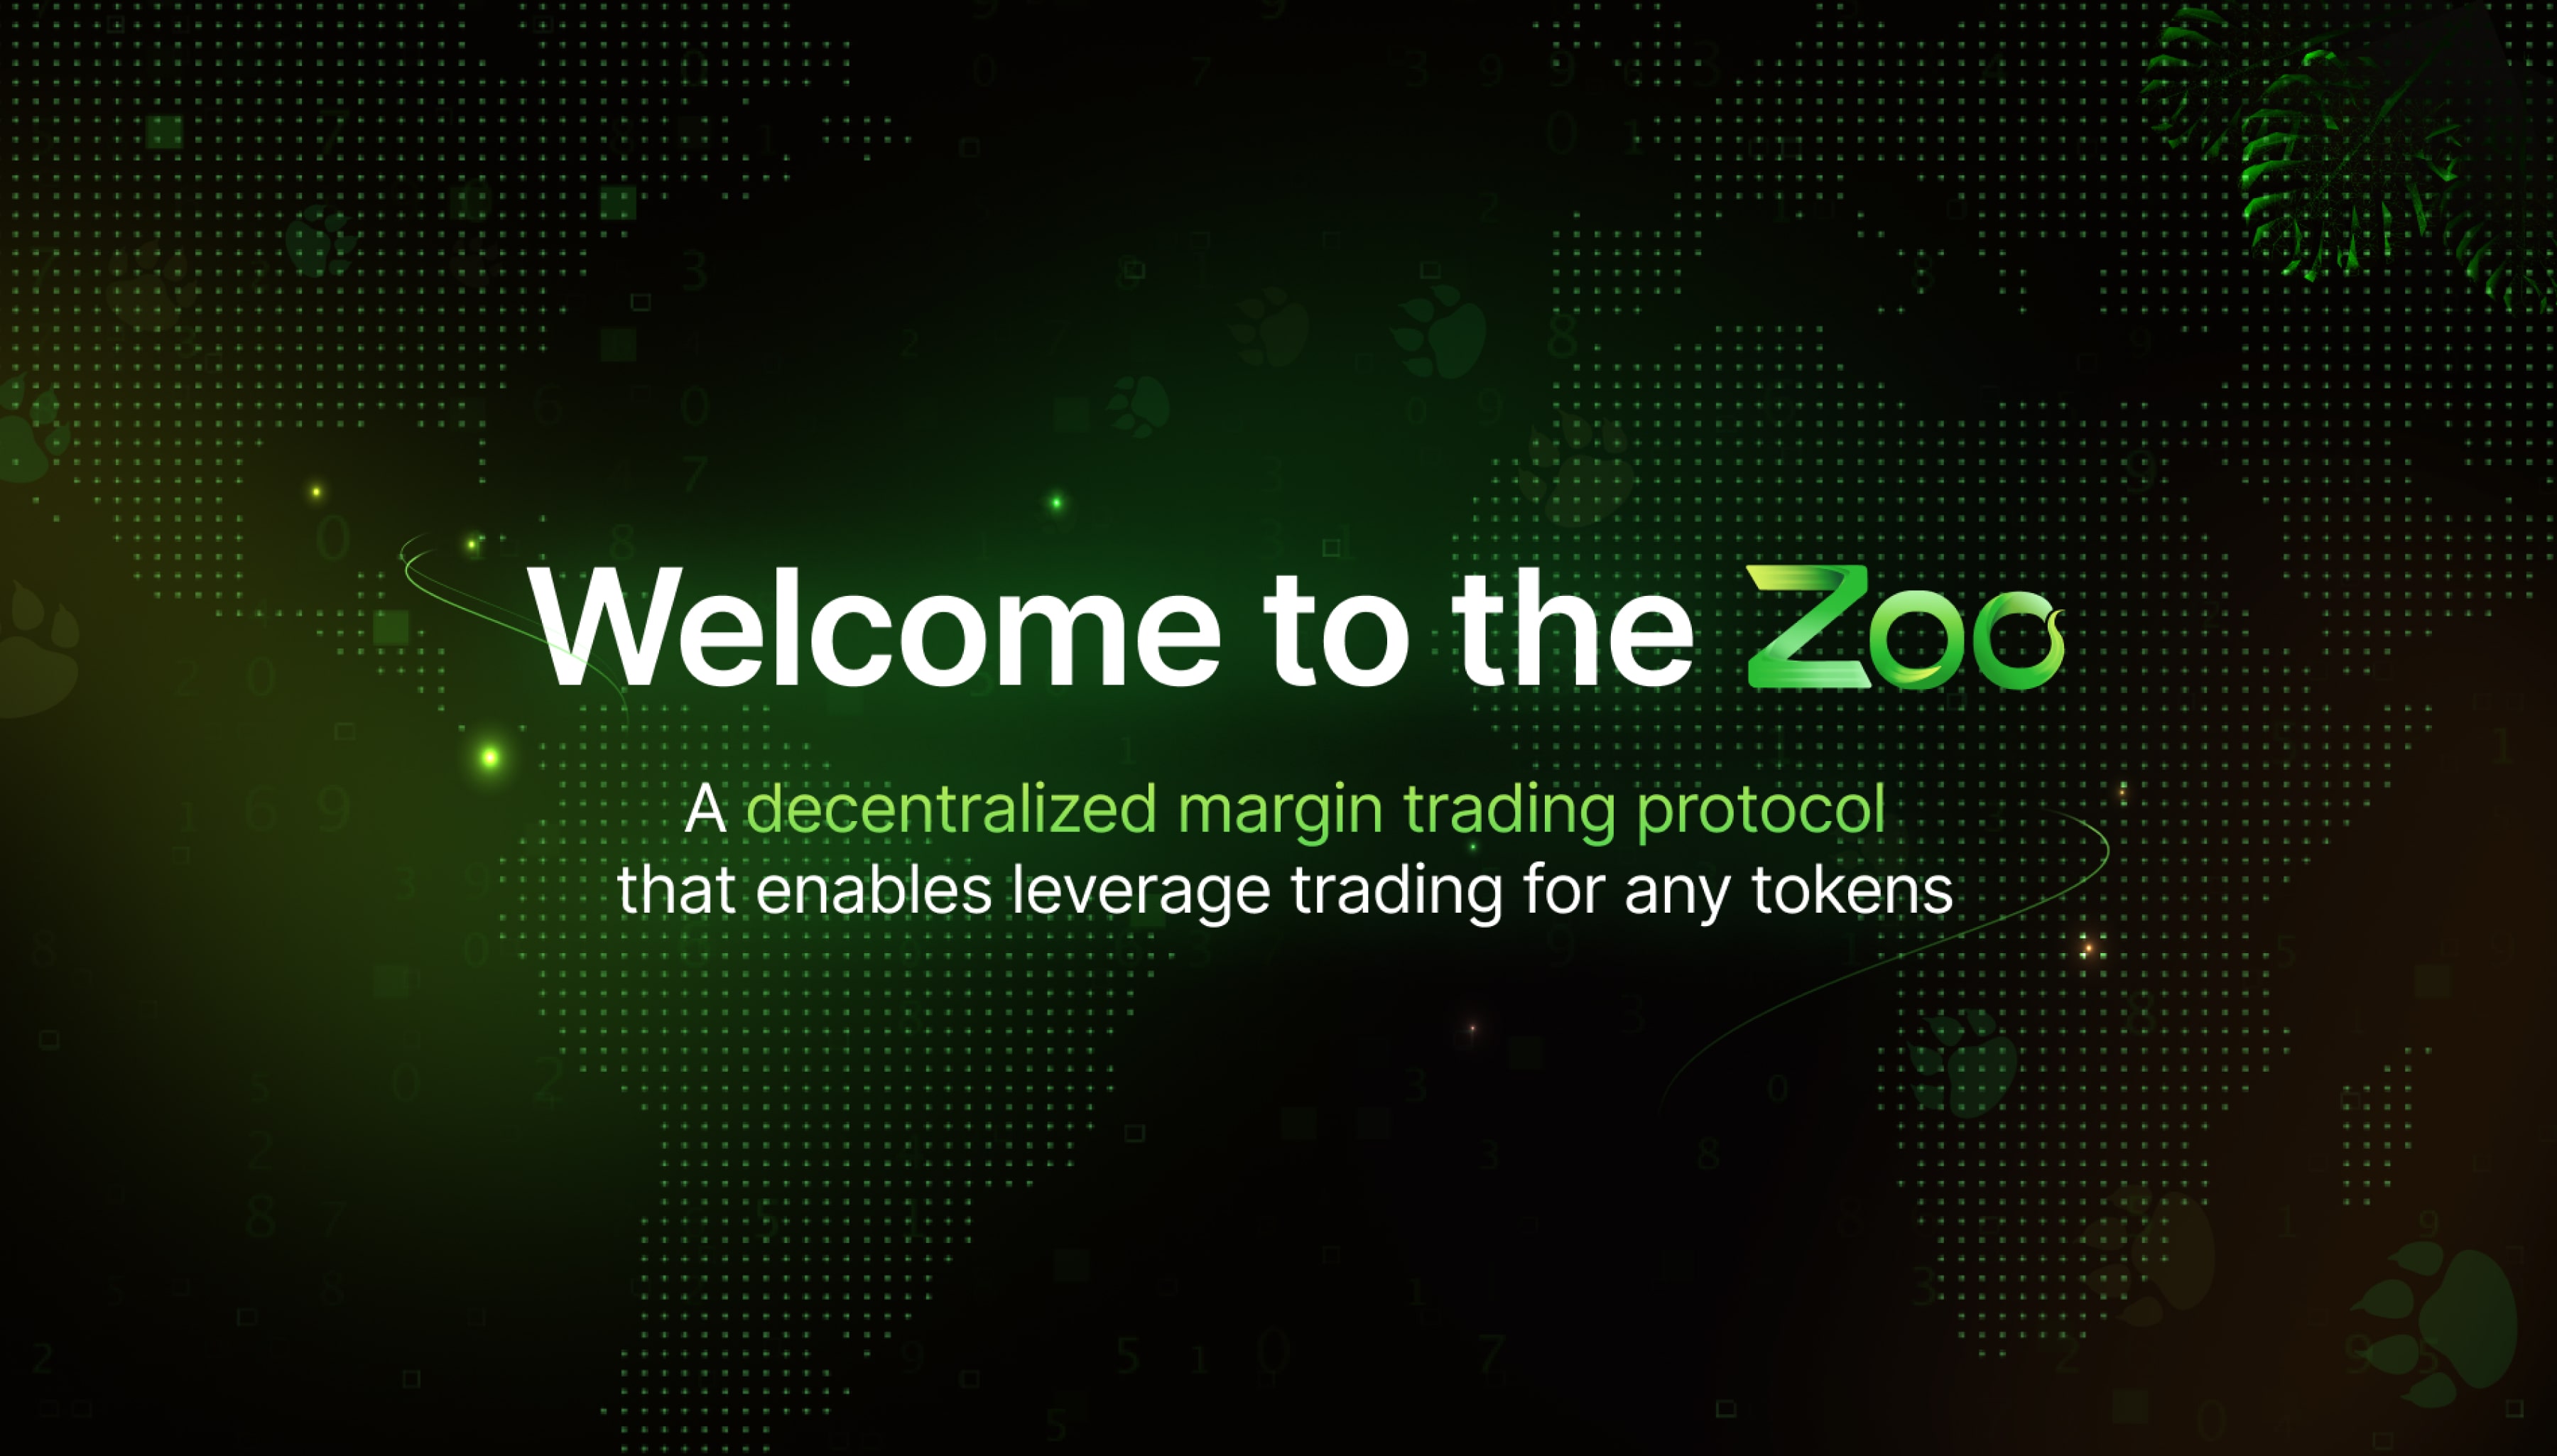 Welcome to the Zoo
A decentralized margin trading protocol
that enables leverage trading for any tokens